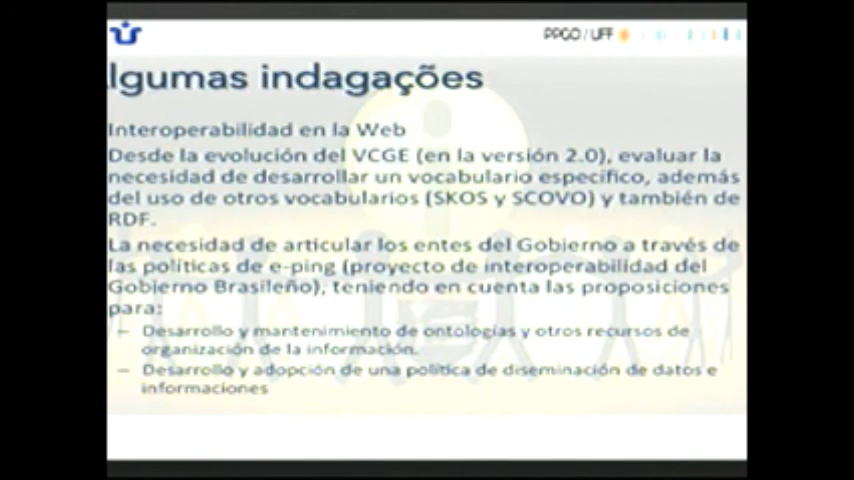 PPGO / UFF
lgumas indagações
Interoperabilidad en la Web
Desde la evolución del VCGE (en la versión 2.0), evaluar la
necesidad de desarrollar un vocabulario específico, además
del uso de otros vocabularios (SKOS y SCOVO) y también de
RDF.
La necesidad de articular los entes del Gobierno a través de
las políticas de e-ping (proyecto de interoperabilidad del
Gobierno Brasileño), teniendo en cuenta las proposiciones
para:
– Desarrollo y mantenimiento de ontologías y otros recursos de
organización de la información.
– Desarrollo y adopción de una política de diseminación de datos e
informaciones